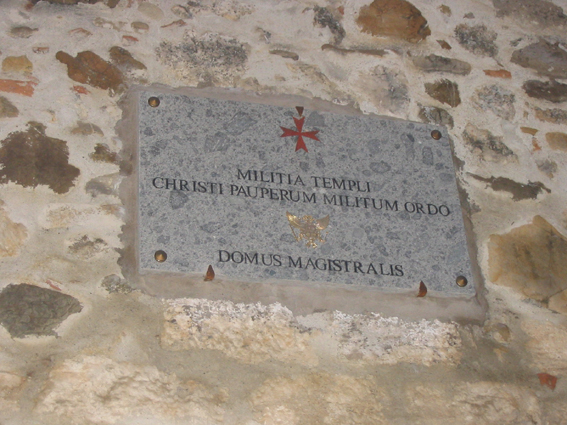 MILITIA TEMPLI
CHRISTI PAUPERUM MILITUM ORDO
DOMUS MAGISTRALIS